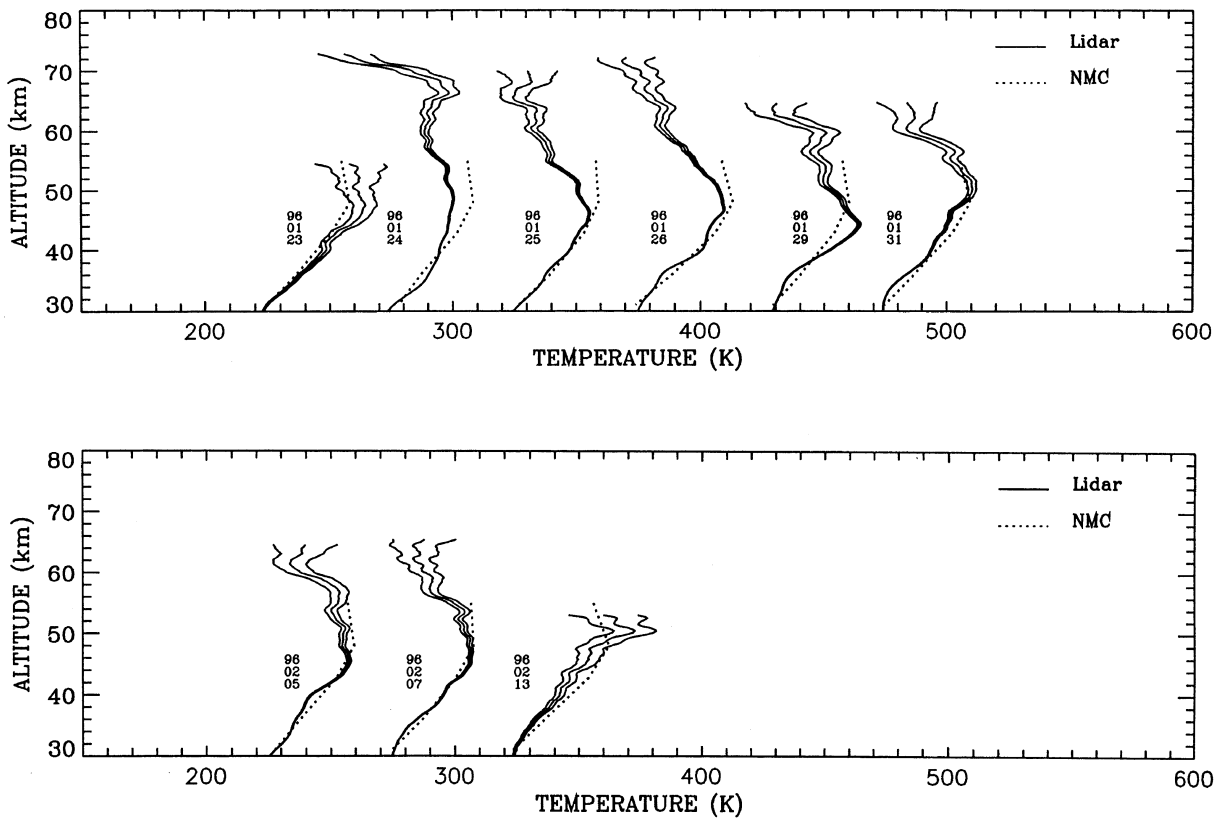 80
70
60
50
40
30
ALTITUDE (km)
Lidar
NMC
96 96 96 96 96 96
01 01 01 01 01 01
23 24 25 26 29 31
200 300 400 500 600
TEMPERATURE (K)
80
70
60
50
40
30
ALTITUDE (km)
Lidar
NMC
96 96 96
02 02 02
05 07 13
200 300 400 500 600
TEMPERATURE (K)